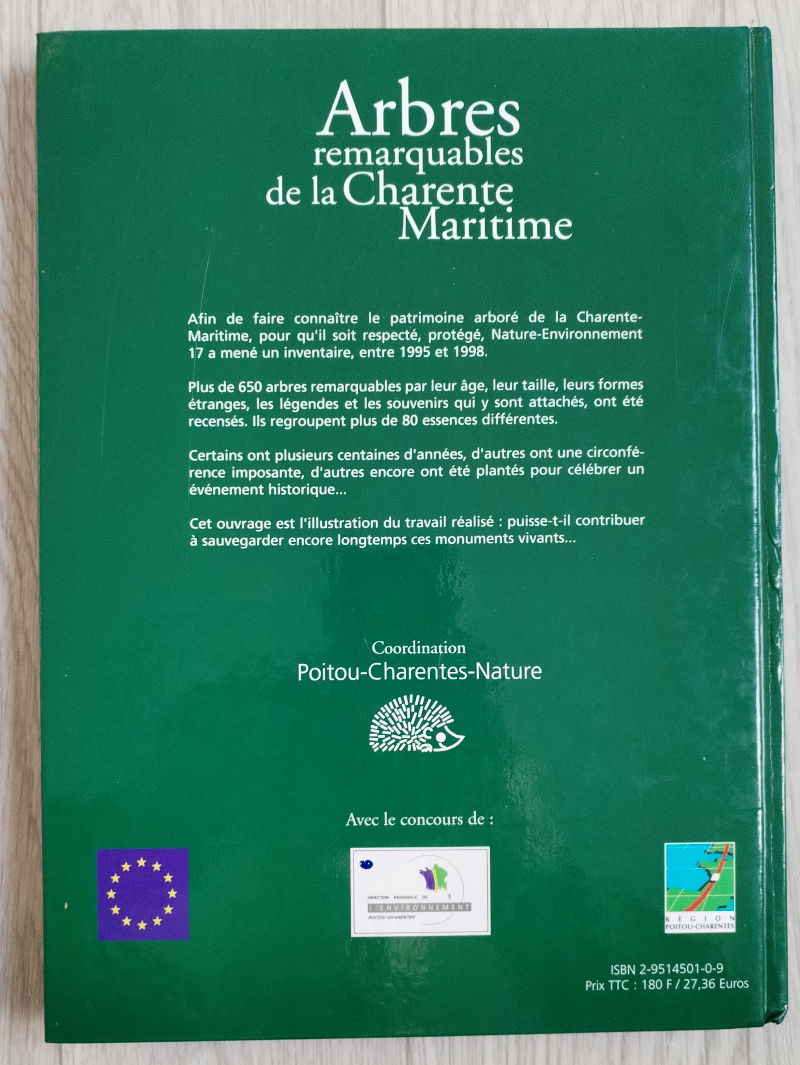 Arbres
remarquables
de la Charente
Maritime
Afin de faire connaître le patrimoine arboré de la Charente-
Maritime, pour qu'il soit respecté, protégé, Nature-Environnement
17 a mené un inventaire, entre 1995 et 1998.
Plus de 650 arbres remarquables par leur âge, leur taille, leurs formes
étranges, les légendes et les souvenirs qui y sont attachés, ont été
recensés. Ils regroupent plus de 80 essences différentes.
Certains ont plusieurs centaines d'années, d'autres ont une circonfé-
rence imposante, d'autres encore ont été plantés pour célébrer un
événement historique...
Cet ouvrage est l'illustration du travail réalisé : puisse-t-il contribuer
à sauvegarder encore longtemps ces monuments vivants...
Coordination
Poitou-Charentes-Nature
Avec le concours de :
DIRECTION REGIONALE DE
L'ENVIRONNEMENT
POITOU-CHARENTES
RÉGION
POITOU-CHARENTES
ISBN 2-9514501-0-9
Prix TTC : 180 F / 27,36 Euros